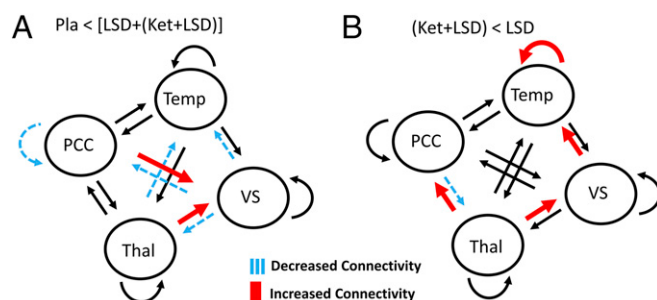 A
Pla < [LSD+(Ket+LSD)]
Temp
PCC
VS
Thal
B
(Ket+LSD) < LSD
Temp
PCC
VS
Thal
Decreased Connectivity
Increased Connectivity